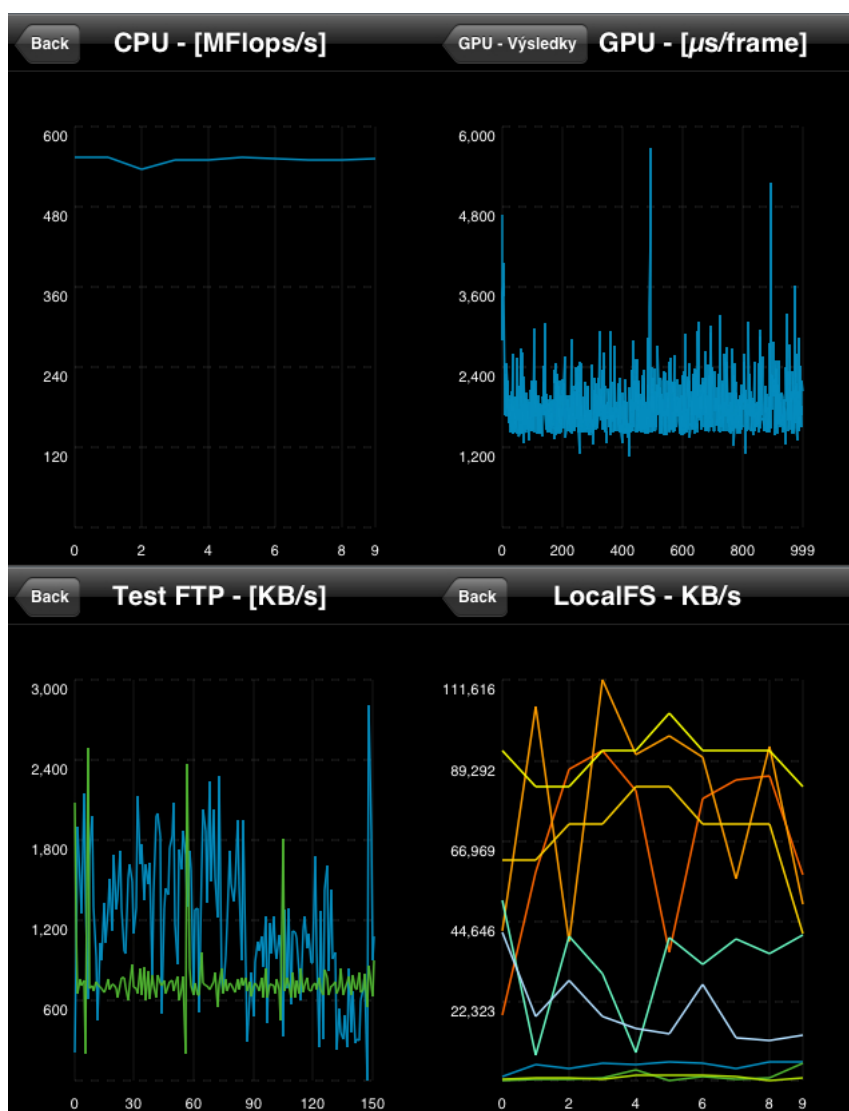 Back
CPU - [MFlops/s]
600
480
360
240
120
0 2 4 6 8 9
GPU - Výsledky
GPU - [µs/frame]
6,000
4,800
3,600
2,400
1,200
0 200 400 600 800 999
Back
Test FTP - [KB/s]
3,000
2,400
1,800
1,200
600
0 30 60 90 120 150
Back
LocalFS - KB/s
111,616
89,292
66,969
44,646
22,323
0 2 4 6 8 9